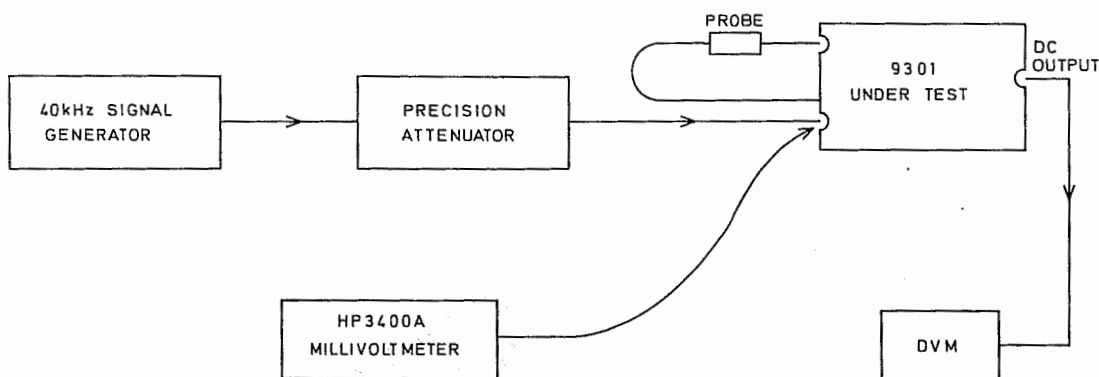 PROBE
40kHz SIGNAL
GENERATOR
PRECISION
ATTENUATOR
9301
UNDER TEST
DC
OUTPUT
HP3400A
MILLIVOLTMETER
DVM